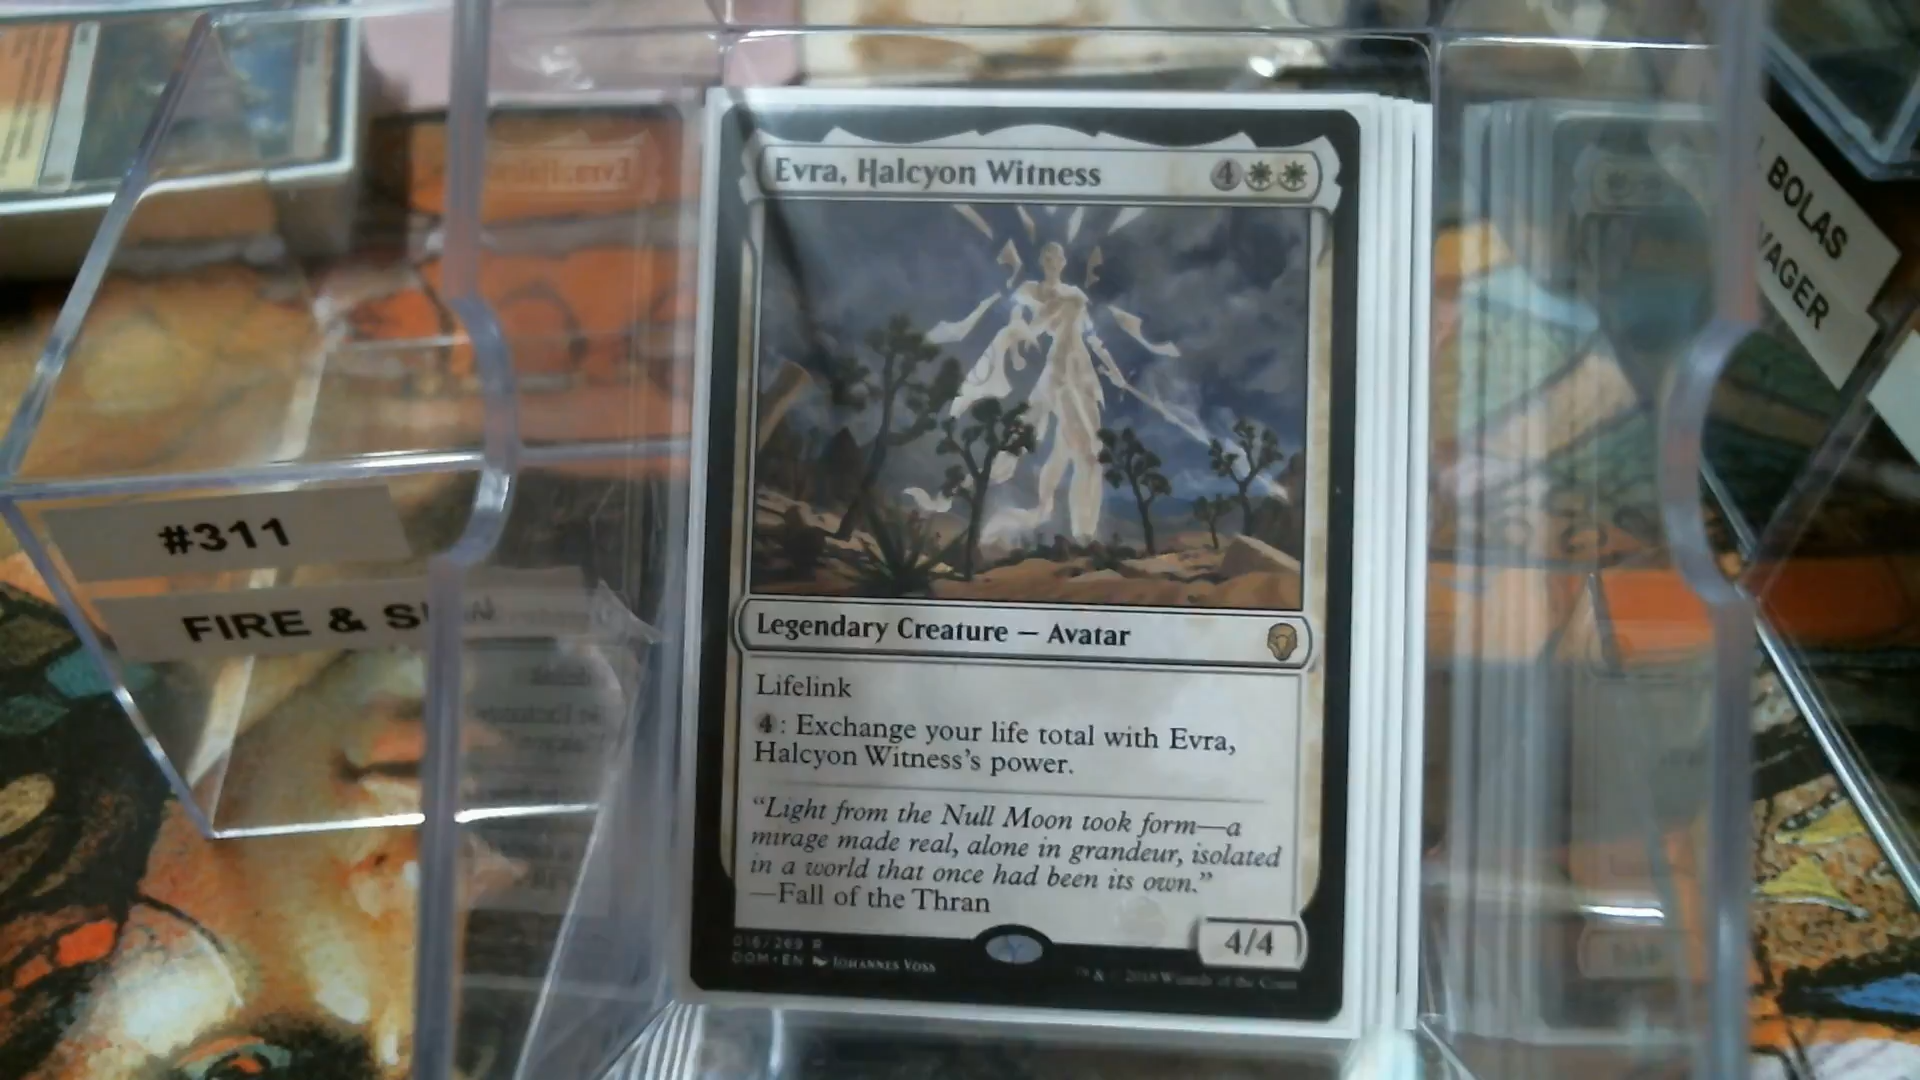 Evra, Halcyon Witness 4
BOLAS
#311
FIRE & S
Legendary Creature — Avatar
Lifelink
4: Exchange your life total with Evra,
Halcyon Witness's power.
“Light from the Null Moon took form—a
mirage made real, alone in grandeur, isolated
in a world that once had been its own.”
—Fall of the Thran
4/4
016/269 R
DOM • EN Johannes Voss
™ & © 2018 Wizards of the Coast